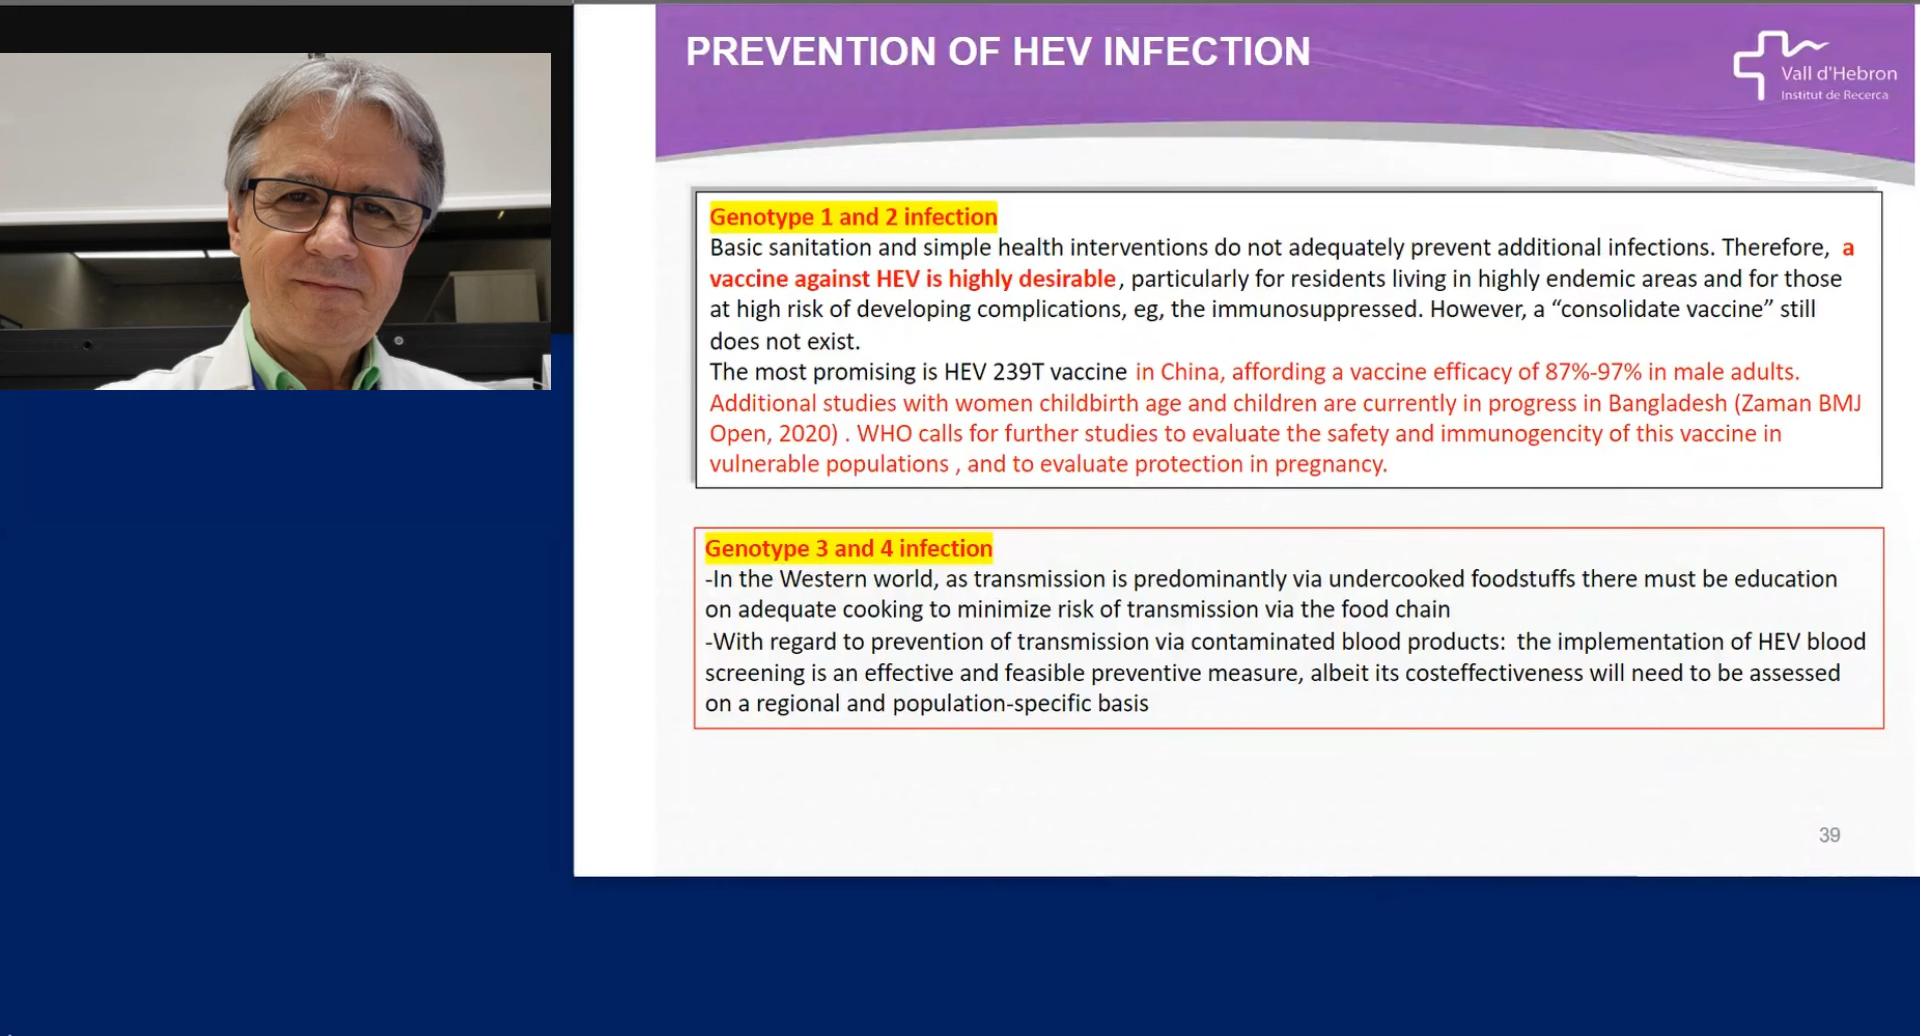 PREVENTION OF HEV INFECTION
Vall d'Hebron
Institut de Recerca
Genotype 1 and 2 infection
Basic sanitation and simple health interventions do not adequately prevent additional infections. Therefore, a
vaccine against HEV is highly desirable, particularly for residents living in highly endemic areas and for those
at high risk of developing complications, eg, the immunosuppressed. However, a “consolidate vaccine” still
does not exist.
The most promising is HEV 239T vaccine in China, affording a vaccine efficacy of 87%-97% in male adults.
Additional studies with women childbirth age and children are currently in progress in Bangladesh (Zaman BMJ
Open, 2020) . WHO calls for further studies to evaluate the safety and immunogencity of this vaccine in
vulnerable populations , and to evaluate protection in pregnancy.
Genotype 3 and 4 infection
-In the Western world, as transmission is predominantly via undercooked foodstuffs there must be education
on adequate cooking to minimize risk of transmission via the food chain
-With regard to prevention of transmission via contaminated blood products: the implementation of HEV blood
screening is an effective and feasible preventive measure, albeit its costeffectiveness will need to be assessed
on a regional and population-specific basis
39